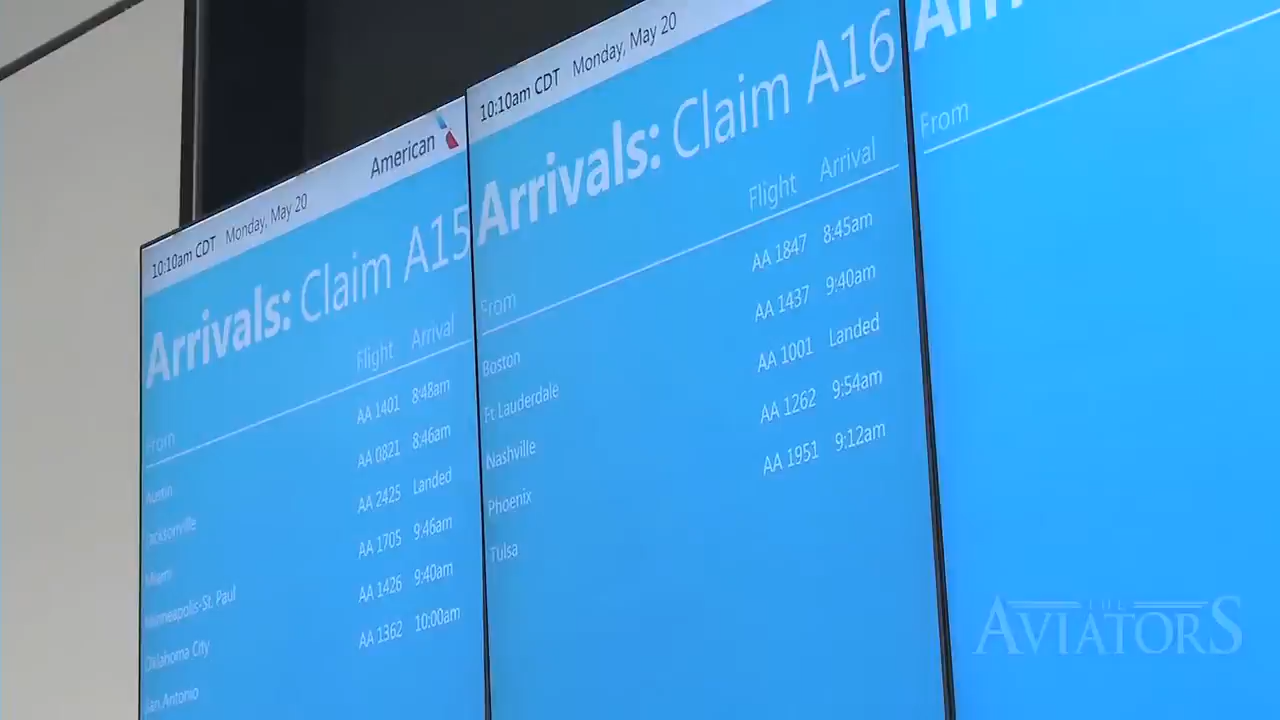 10:10am CDT Monday, May 20 American
Arrivals: Claim A15
From Flight Arrival
Austin AA 1401 8:48am
Jacksonville AA 0821 8:46am
Miami AA 2425 Landed
Minneapolis-St. Paul AA 1705 9:46am
Oklahoma City AA 1426 9:40am
San Antonio AA 1362 10:00am
10:10am CDT Monday, May 20
Arrivals: Claim A16
From Flight Arrival
Boston AA 1847 8:45am
Ft Lauderdale AA 1437 9:40am
Nashville AA 1001 Landed
Phoenix AA 1262 9:54am
Tulsa AA 1951 9:12am
From
THE
AVIATORS